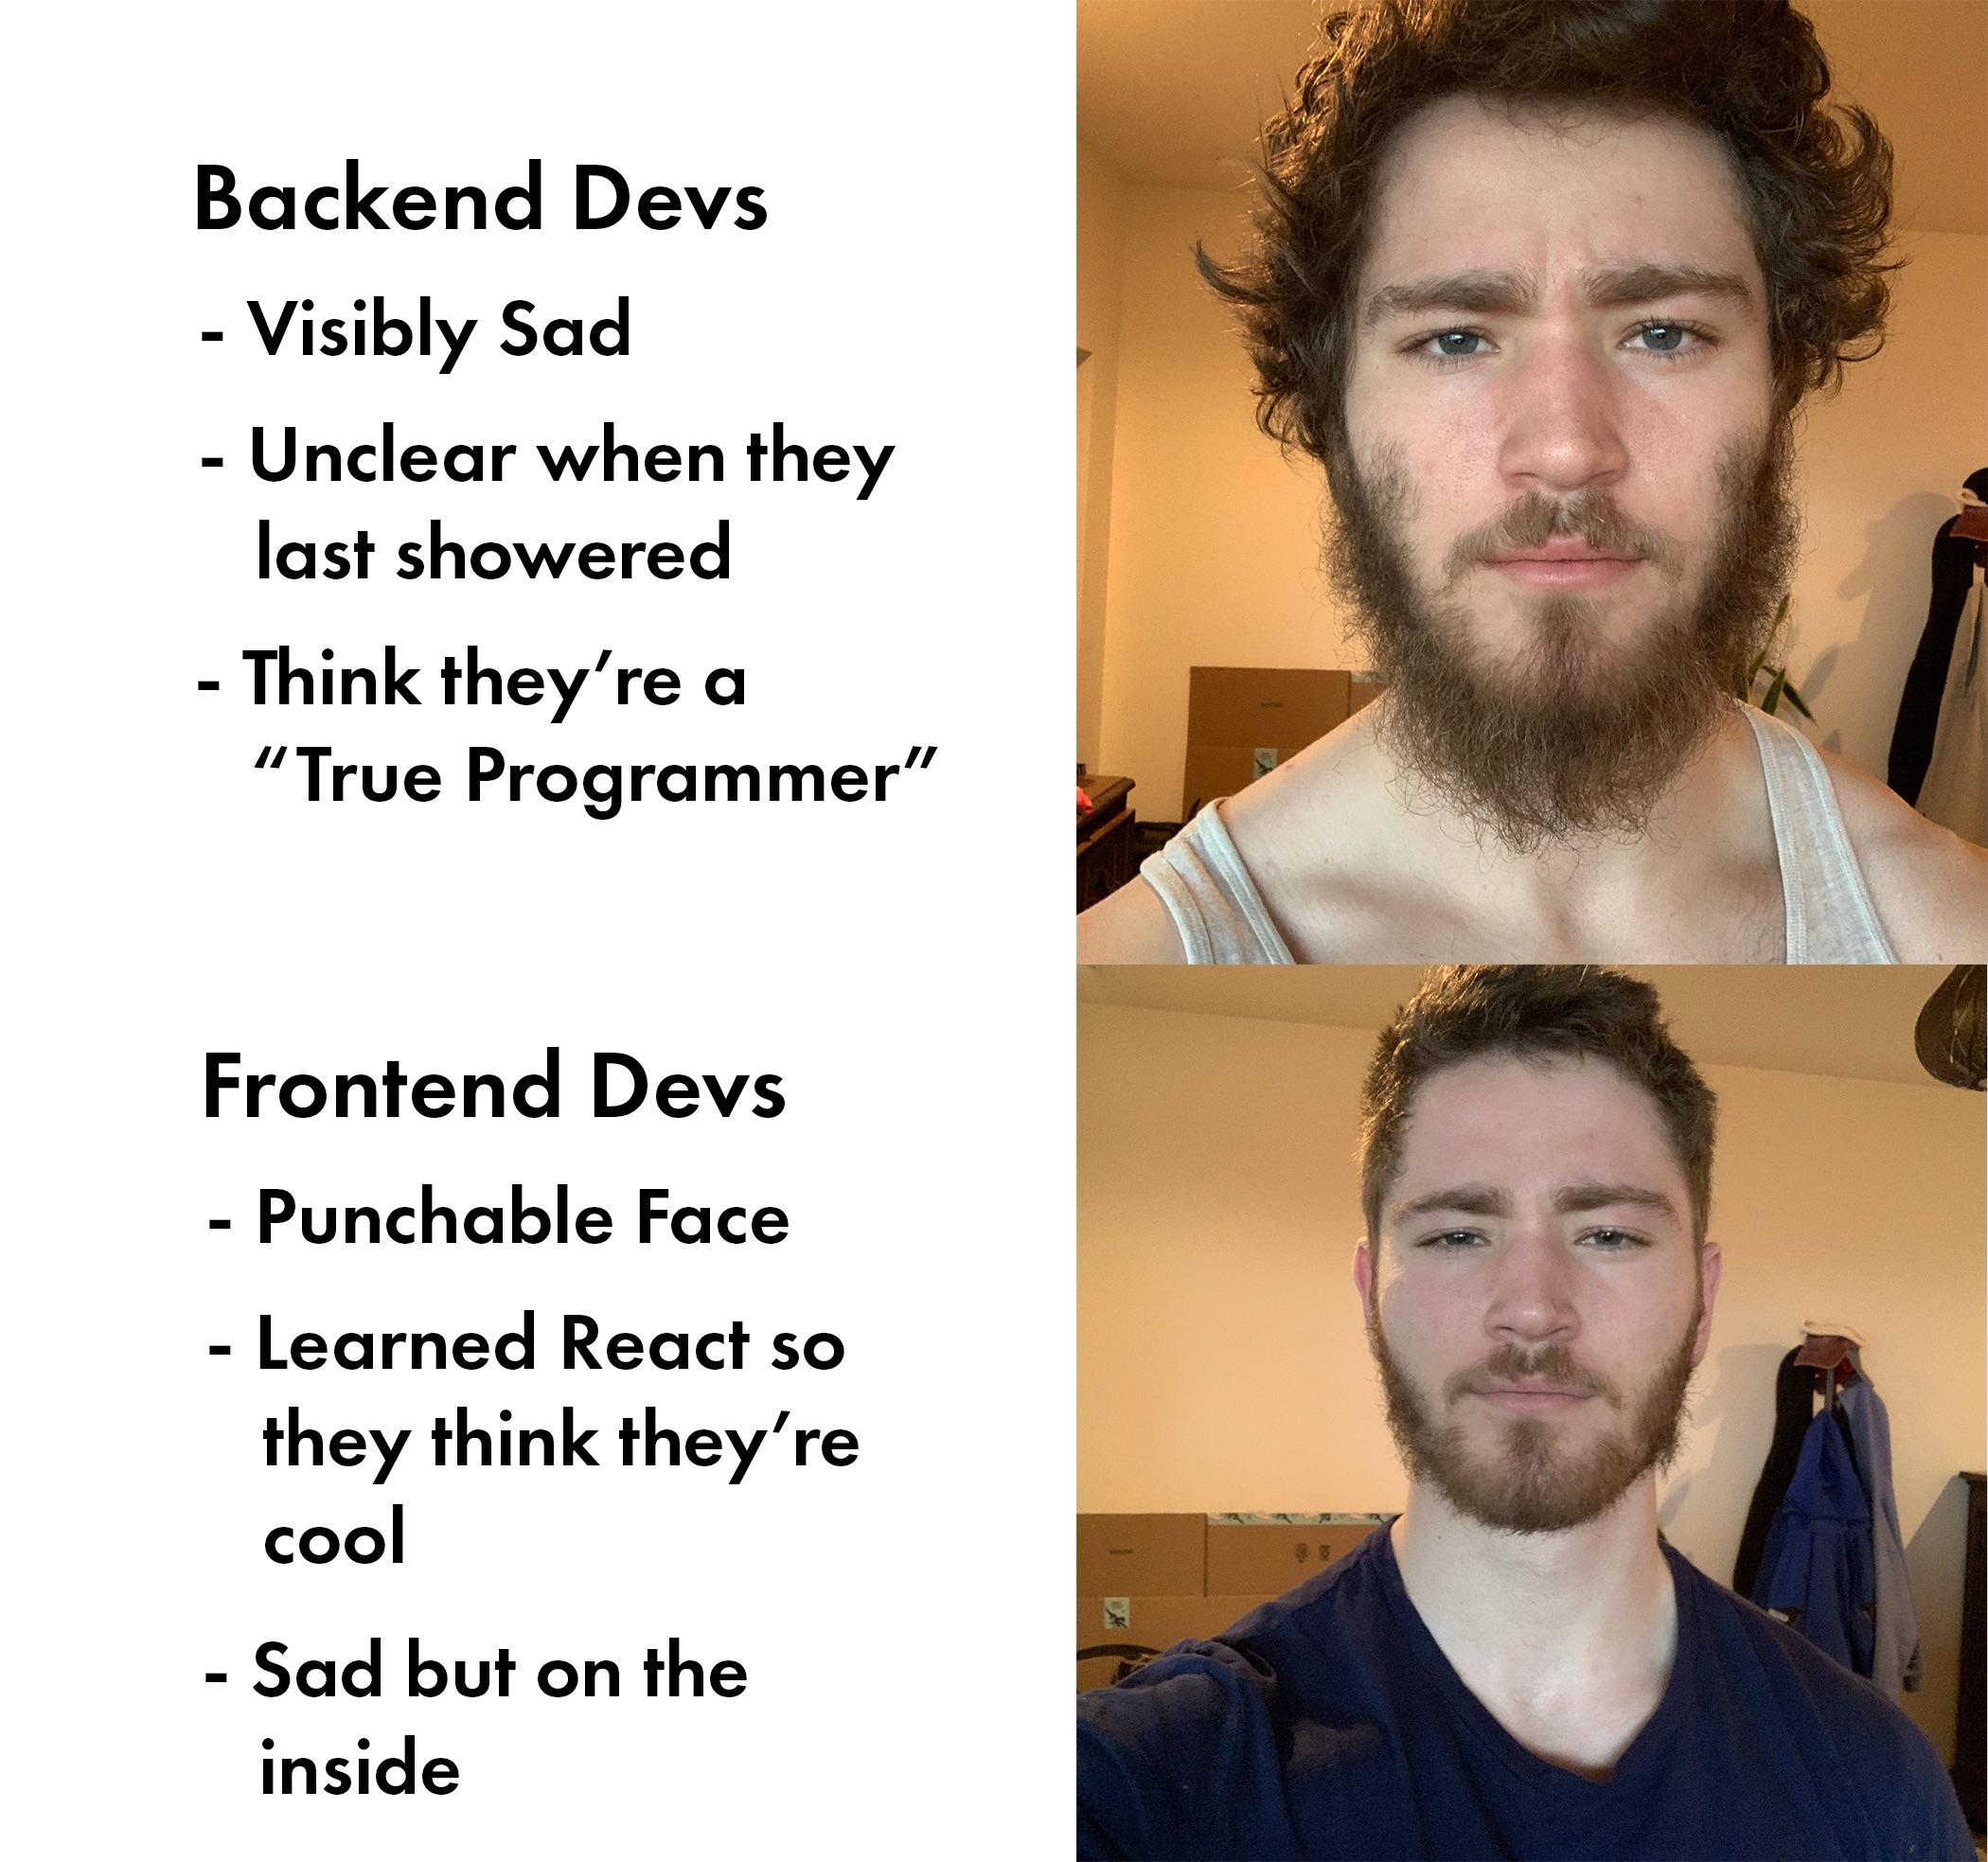 Backend Devs
- Visibly Sad
- Unclear when they
last showered
- Think they’re a
“True Programmer”
Frontend Devs
- Punchable Face
- Learned React so
they think they’re
cool
- Sad but on the
inside